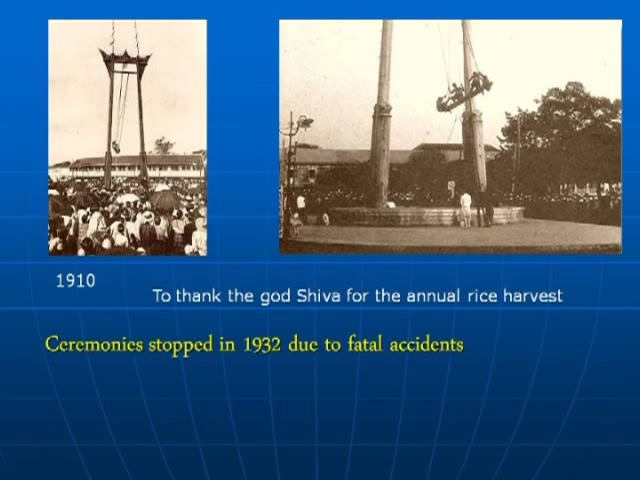 1910
To thank the god Shiva for the annual rice harvest
Ceremonies stopped in 1932 due to fatal accidents